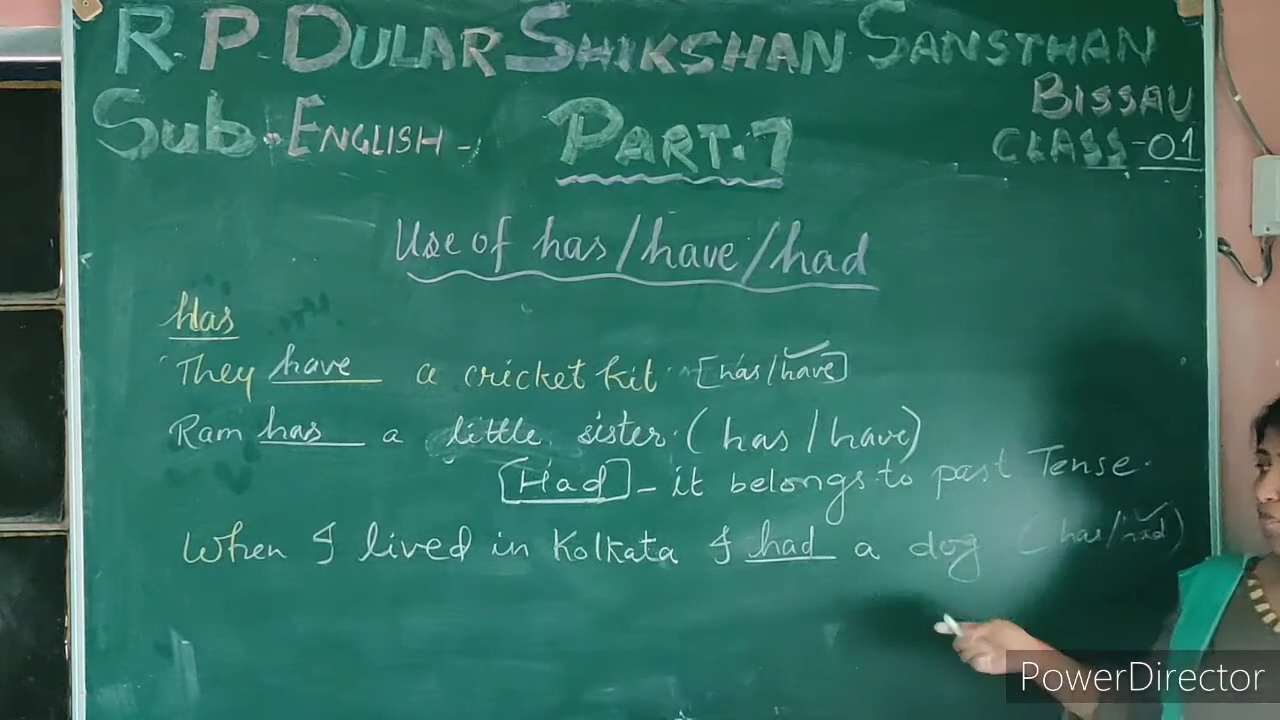 R. P. DULAR SHIKSHAN SANSTHAN
BISSAU
Sub - ENGLISH - PART. 7 CLASS-01
Use of has/have/had
Has
They have a cricket kit [has/have]
Ram has a little sister. (has/have)
[Had] - it belongs to past Tense.
When I lived in Kolkata I had a dog (has/had)
PowerDirector